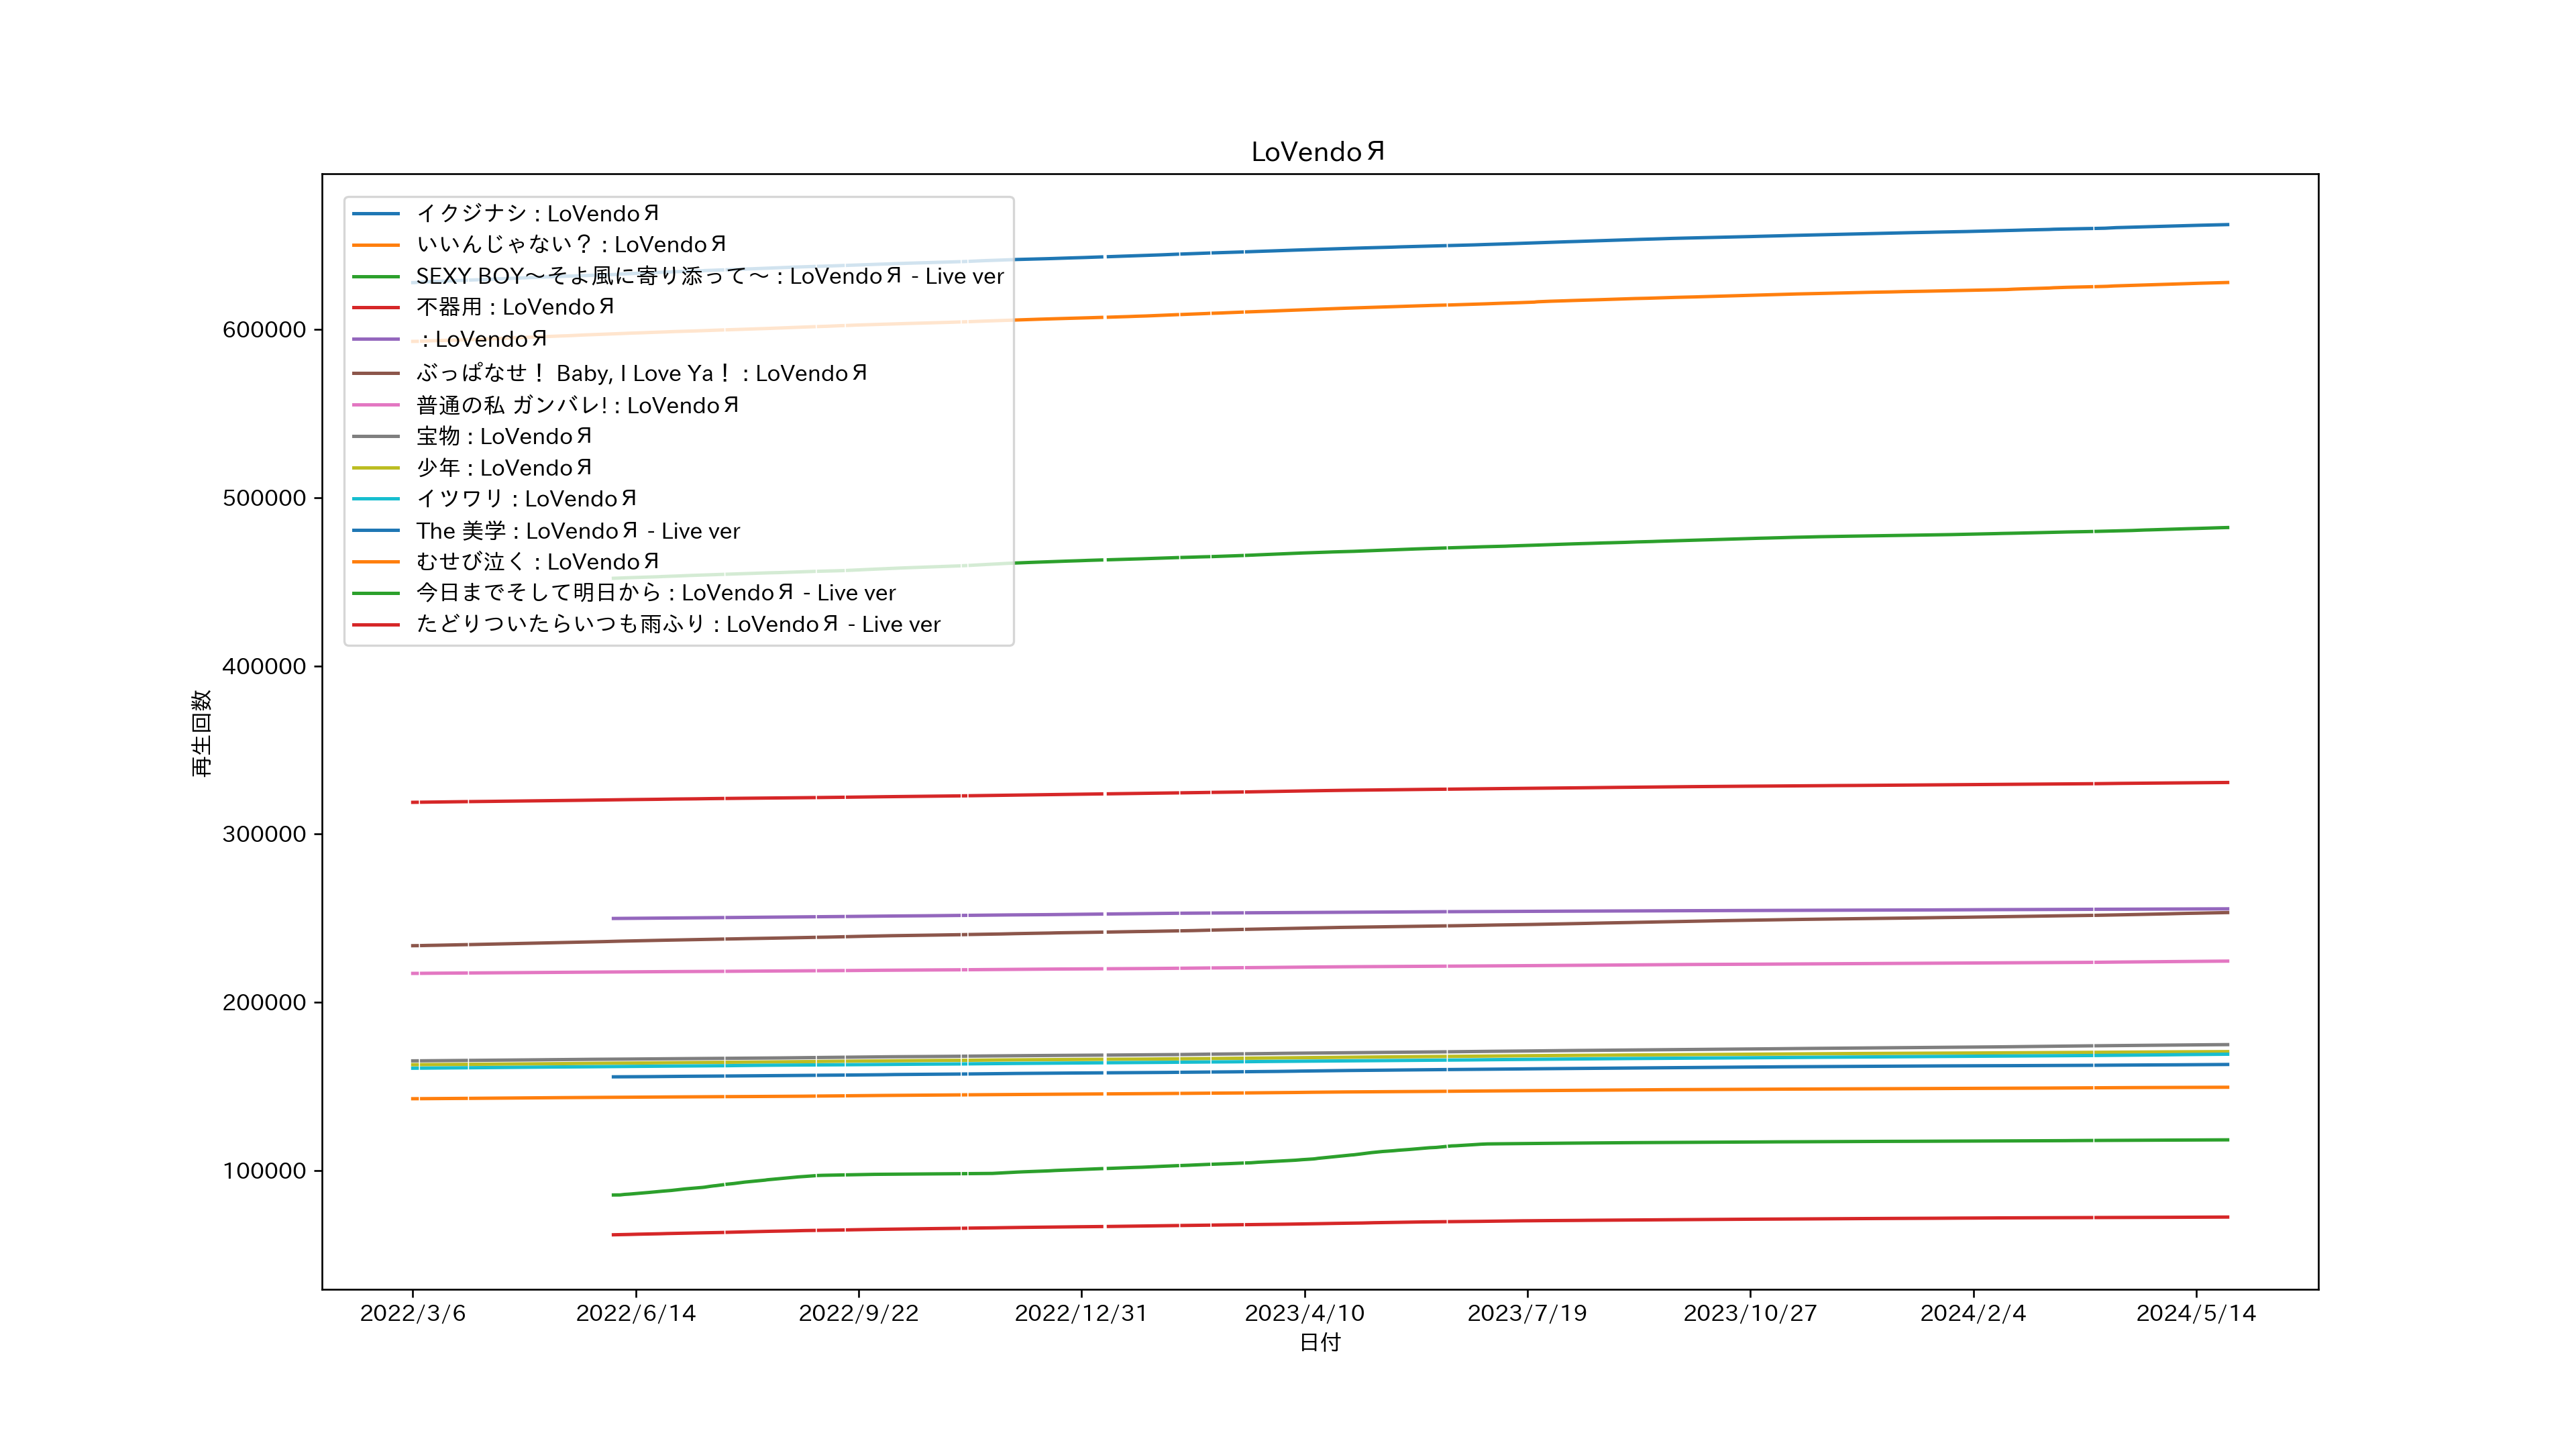 LoVendoЯ
イクジナシ : LoVendoЯ
いいんじゃない？ : LoVendoЯ
SEXY BOY～そよ風に寄り添って～ : LoVendoЯ - Live ver
不器用 : LoVendoЯ
: LoVendoЯ
ぶっぱなせ！ Baby, I Love Ya！ : LoVendoЯ
普通の私 ガンバレ! : LoVendoЯ
宝物 : LoVendoЯ
少年 : LoVendoЯ
イツワリ : LoVendoЯ
The 美学 : LoVendoЯ - Live ver
むせび泣く : LoVendoЯ
今日までそして明日から : LoVendoЯ - Live ver
たどりついたらいつも雨ふり : LoVendoЯ - Live ver
再生回数
600000
500000
400000
300000
200000
100000
2022/3/6 2022/6/14 2022/9/22 2022/12/31 2023/4/10 2023/7/19 2023/10/27 2024/2/4 2024/5/14
日付